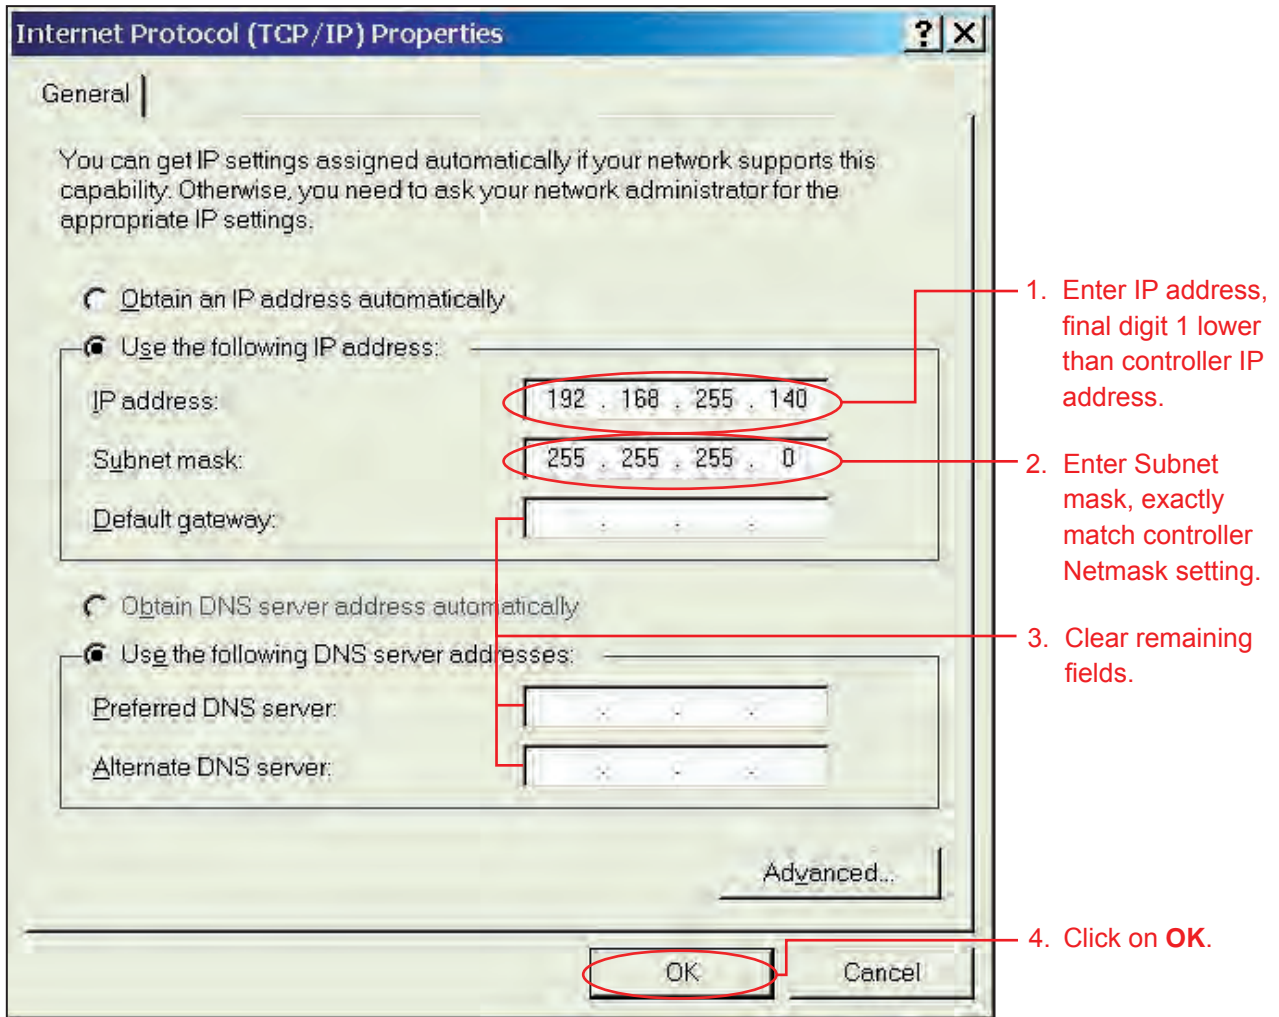 Internet Protocol (TCP/IP) Properties
? X
General
You can get IP settings assigned automatically if your network supports this
capability. Otherwise, you need to ask your network administrator for the
appropriate IP settings.
Obtain an IP address automatically
Use the following IP address:
IP address:
192 . 168 . 255 . 140
Subnet mask:
255 . 255 . 255 . 0
Default gateway:
. . .
Obtain DNS server address automatically
Use the following DNS server addresses:
Preferred DNS server:
. . .
Alternate DNS server:
. . .
Advanced...
OK
Cancel
1. Enter IP address,
final digit 1 lower
than controller IP
address.
2. Enter Subnet
mask, exactly
match controller
Netmask setting.
3. Clear remaining
fields.
4. Click on OK.